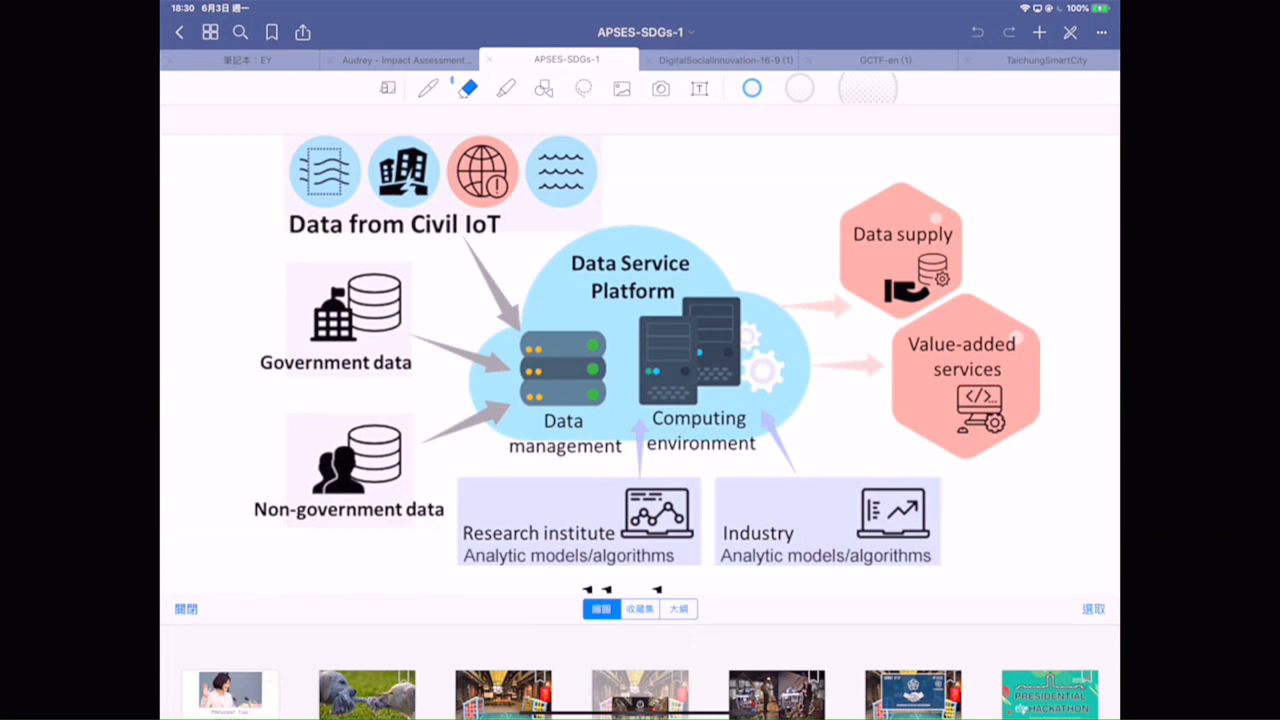 18:30 6月3日 週一
100%
APSES-SDGs-1
筆記本：EY
Audrey - Impact Assessment...
APSES-SDGs-1
DigitalSocialInnovation-16-9 (1)
GCTF-en (1)
TaichungSmartCity
Data from Civil IoT
Government data
Non-government data
Data Service
Platform
Data
management
Computing
environment
Data supply
Value-added
services
Research institute
Analytic models/algorithms
Industry
Analytic models/algorithms
關閉
縮圖
收藏集
大綱
選取
PRESIDENTIAL
HACKATHON